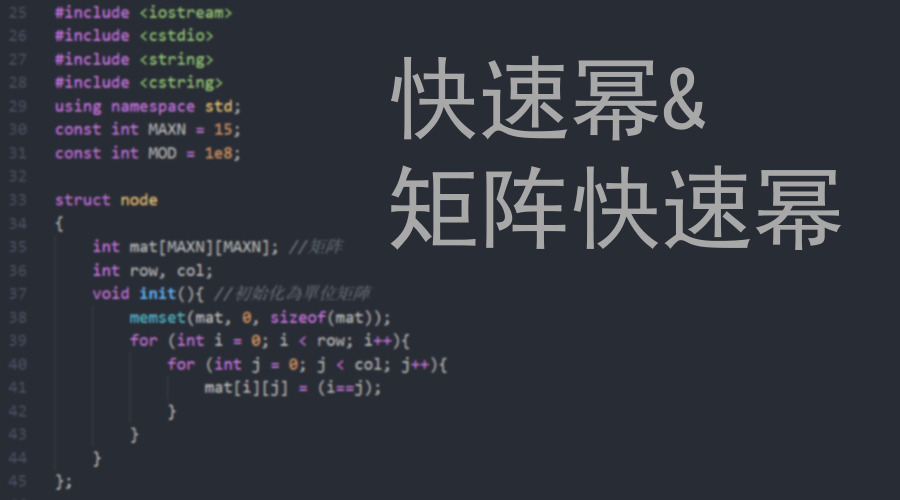 25 #include <iostream>
26 #include <cstdio>
27 #include <string>
28 #include <cstring>
29 using namespace std;
30 const int MAXN = 15;
31 const int MOD = 1e8;
32
33 struct node
34 {
35 int mat[MAXN][MAXN]; //矩阵
36 int row, col;
37 void init(){ //初始化為單位矩陣
38 memset(mat, 0, sizeof(mat));
39 for (int i = 0; i < row; i++){
40 for (int j = 0; j < col; j++){
41 mat[i][j] = (i==j);
42 }
43 }
44 }
45 };
快速幂&
矩阵快速幂